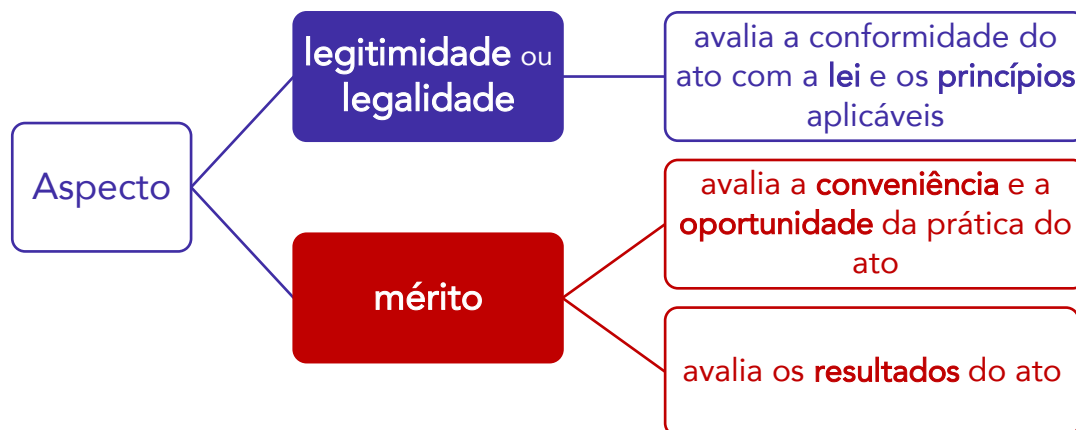 Aspecto
legitimidade ou
legalidade
avalia a conformidade do
ato com a lei e os princípios
aplicáveis
mérito
avalia a conveniência e a
oportunidade da prática do
ato
avalia os resultados do ato